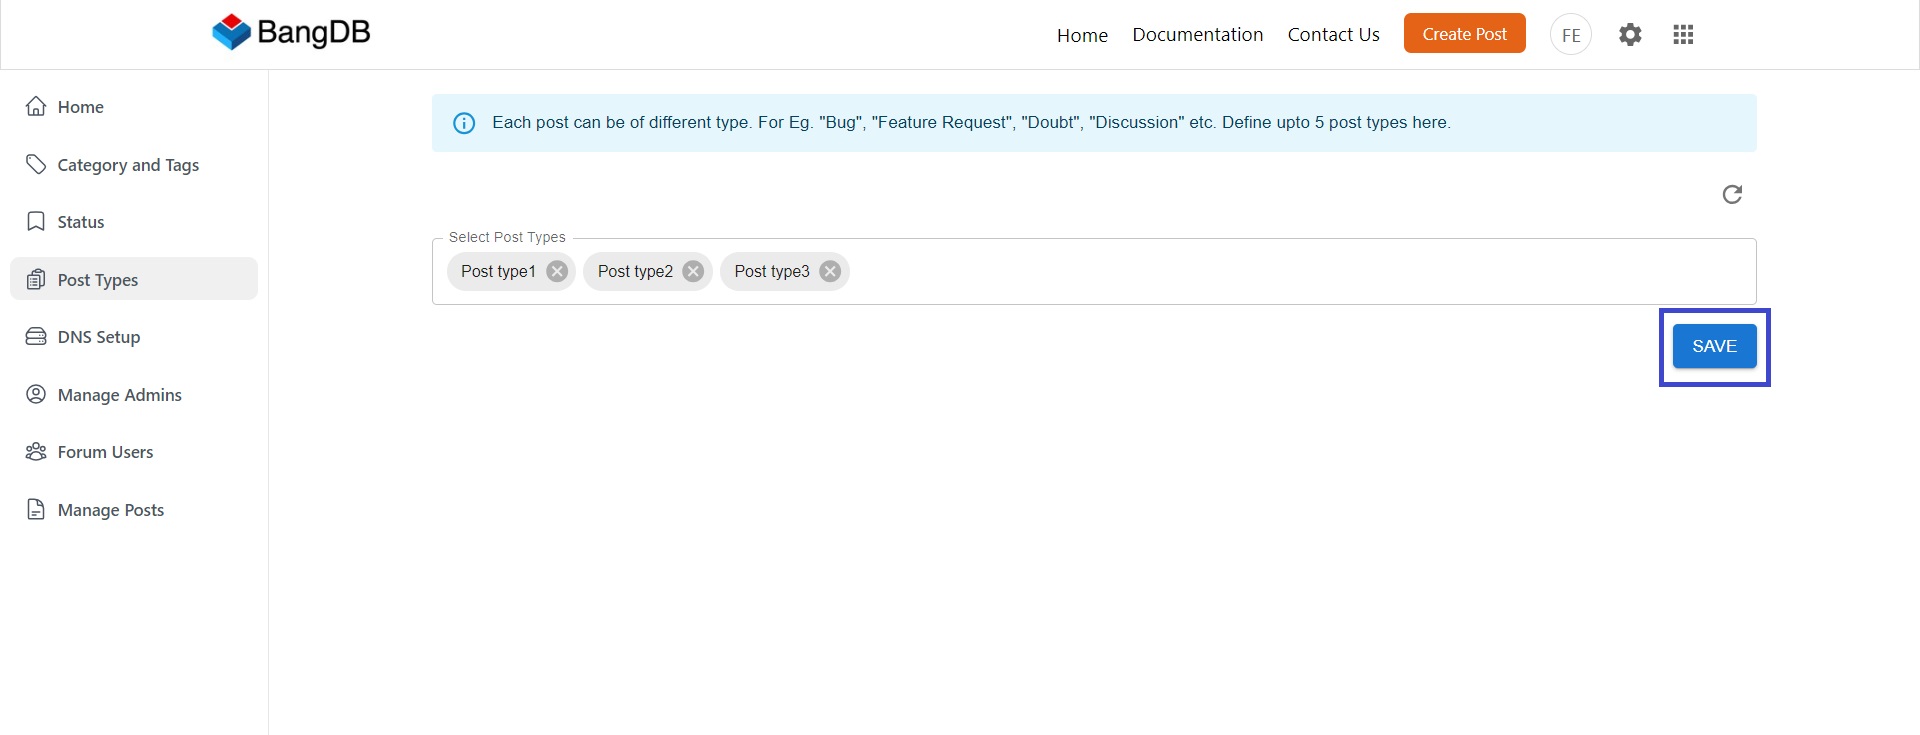 BangDB
Home Documentation Contact Us Create Post FE
Home
Category and Tags
Status
Post Types
DNS Setup
Manage Admins
Forum Users
Manage Posts
Each post can be of different type. For Eg. "Bug", "Feature Request", "Doubt", "Discussion" etc. Define upto 5 post types here.
Select Post Types
Post type1 Post type2 Post type3
SAVE